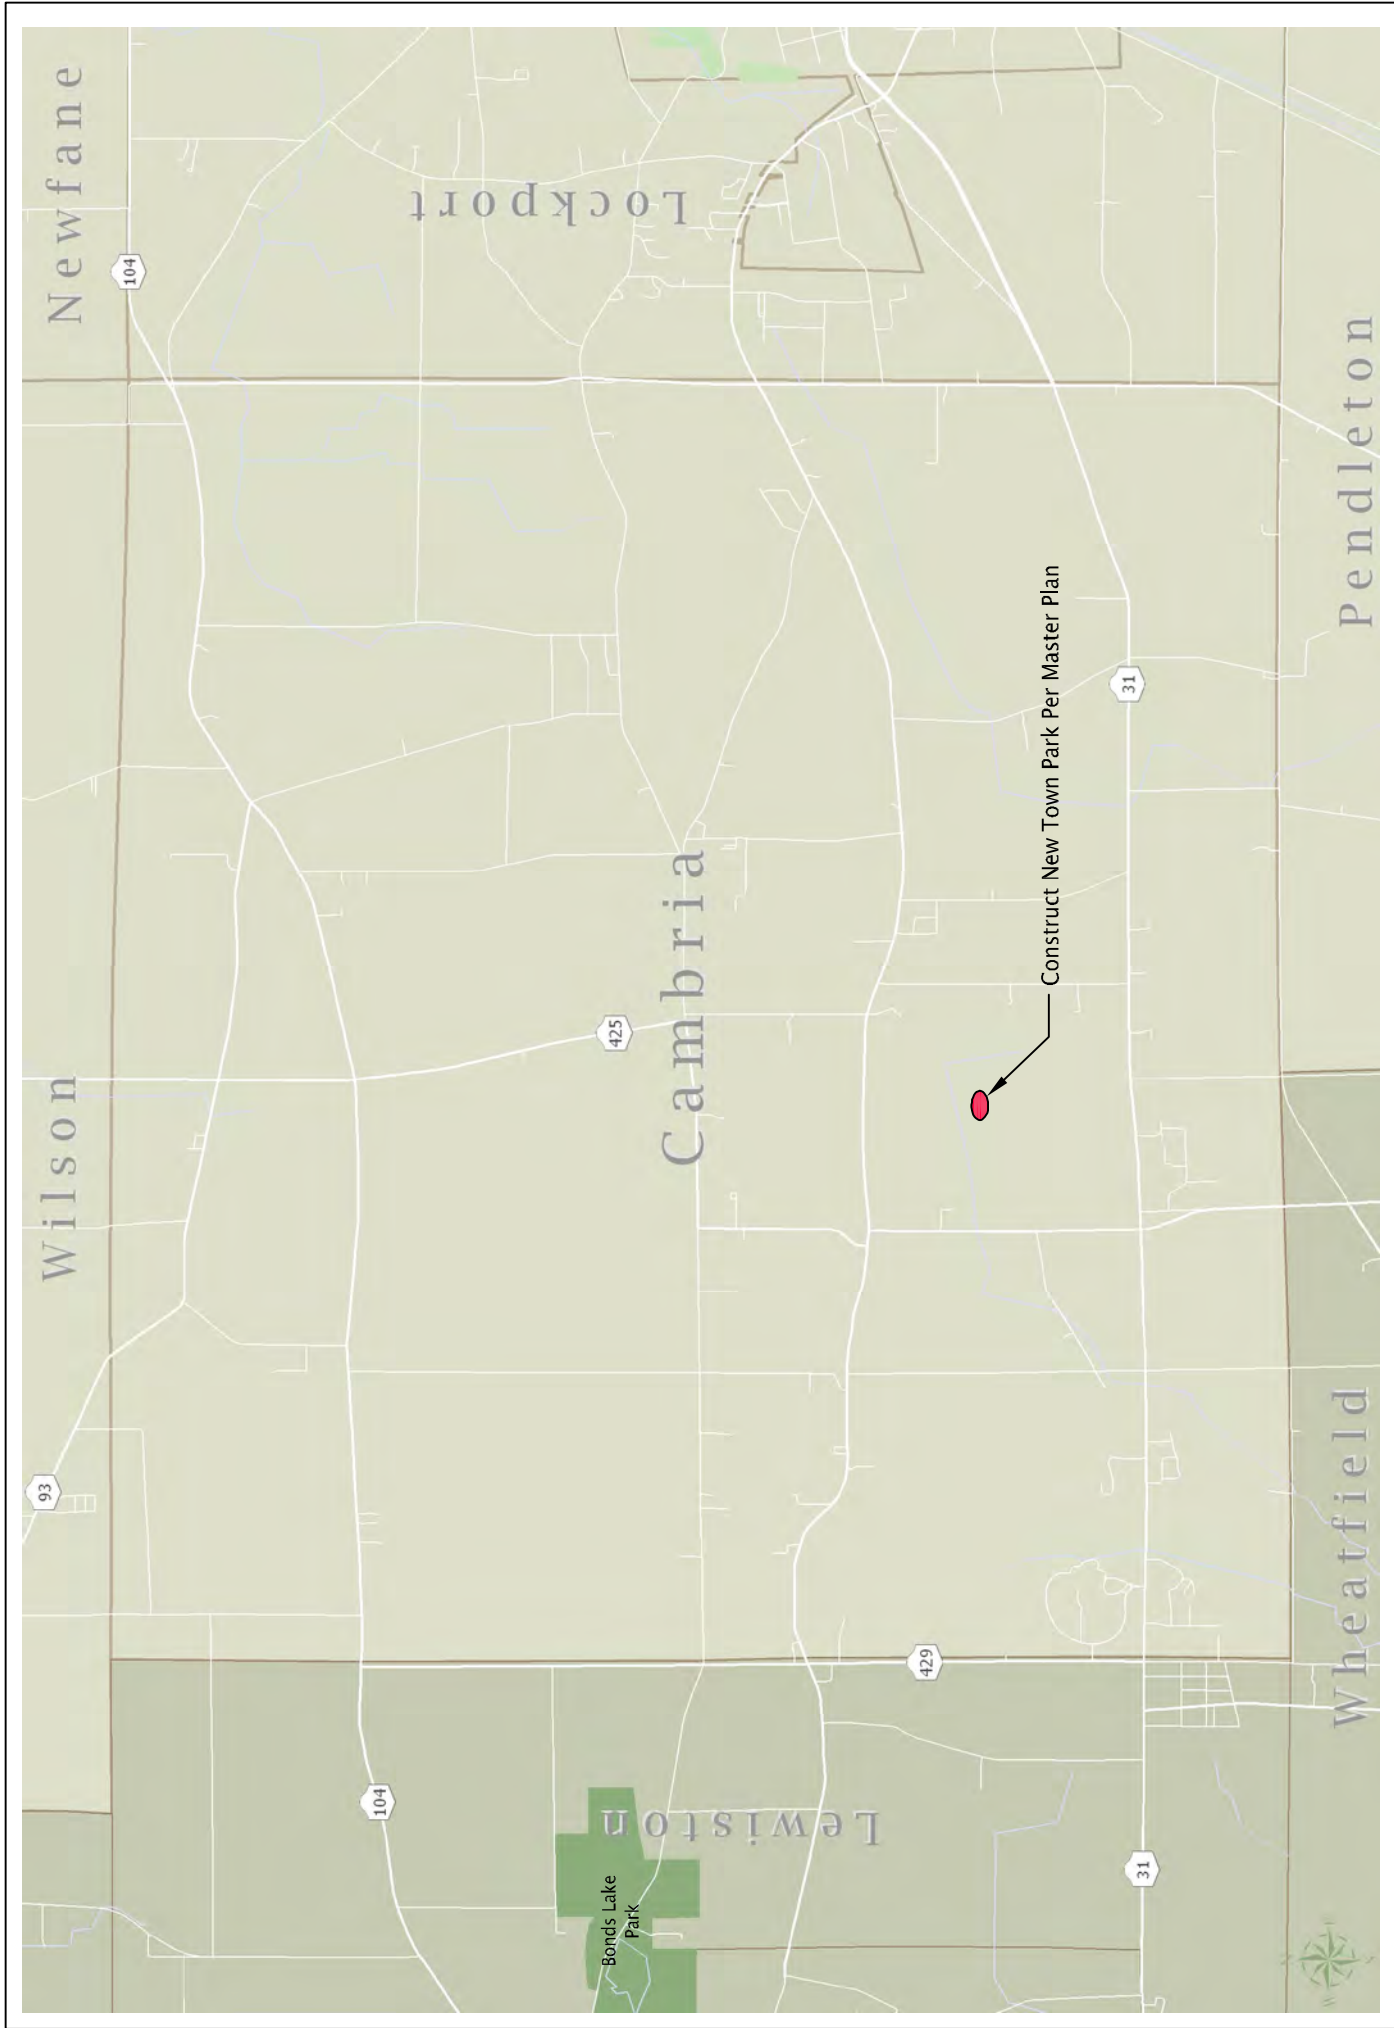 Newfane
Wilson
93
104
Lockport
425
Cambria
104
Bonds Lake
Park
Lewiston
429
Construct New Town Park Per Master Plan
31
31
Pendleton
Wheatfield